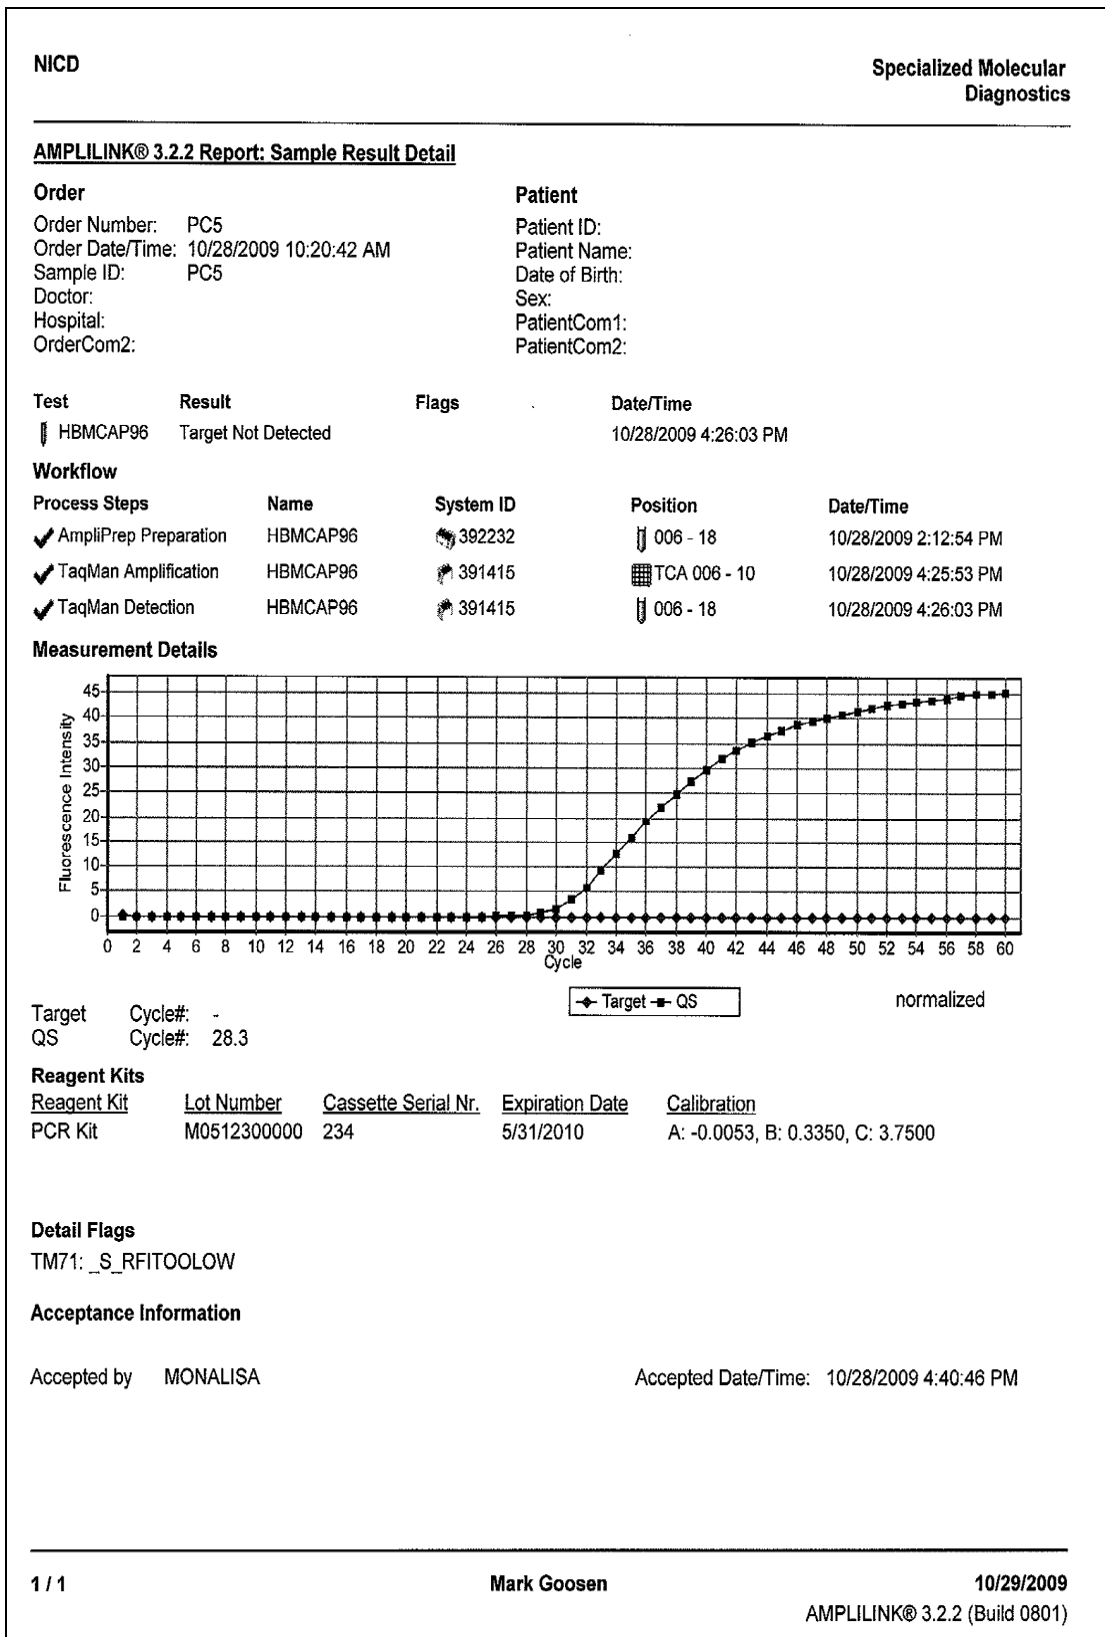 NICD
Specialized Molecular
Diagnostics
AMPLILINK® 3.2.2 Report: Sample Result Detail
Order
Order Number: PC5
Order Date/Time: 10/28/2009 10:20:42 AM
Sample ID: PC5
Doctor:
Hospital:
OrderCom2:
Patient
Patient ID:
Patient Name:
Date of Birth:
Sex:
PatientCom1:
PatientCom2:
Test Result Flags Date/Time
HBMCAP96 Target Not Detected 10/28/2009 4:26:03 PM
Workflow
Process Steps Name System ID Position Date/Time
AmpliPrep Preparation HBMCAP96 392232 006 - 18 10/28/2009 2:12:54 PM
TaqMan Amplification HBMCAP96 391415 TCA 006 - 10 10/28/2009 4:25:53 PM
TaqMan Detection HBMCAP96 391415 006 - 18 10/28/2009 4:26:03 PM
Measurement Details
Fluorescence Intensity
45
40
35
30
25
20
15
10
5
0
0 2 4 6 8 10 12 14 16 18 20 22 24 26 28 30 32 34 36 38 40 42 44 46 48 50 52 54 56 58 60
Cycle
Target QS
normalized
Target Cycle#: -
QS Cycle#: 28.3
Reagent Kits
Reagent Kit Lot Number Cassette Serial Nr. Expiration Date Calibration
PCR Kit M0512300000 234 5/31/2010 A: -0.0053, B: 0.3350, C: 3.7500
Detail Flags
TM71: _S_RFITOOLOW
Acceptance Information
Accepted by MONALISA Accepted Date/Time: 10/28/2009 4:40:46 PM
1 / 1 Mark Goosen 10/29/2009
AMPLILINK® 3.2.2 (Build 0801)